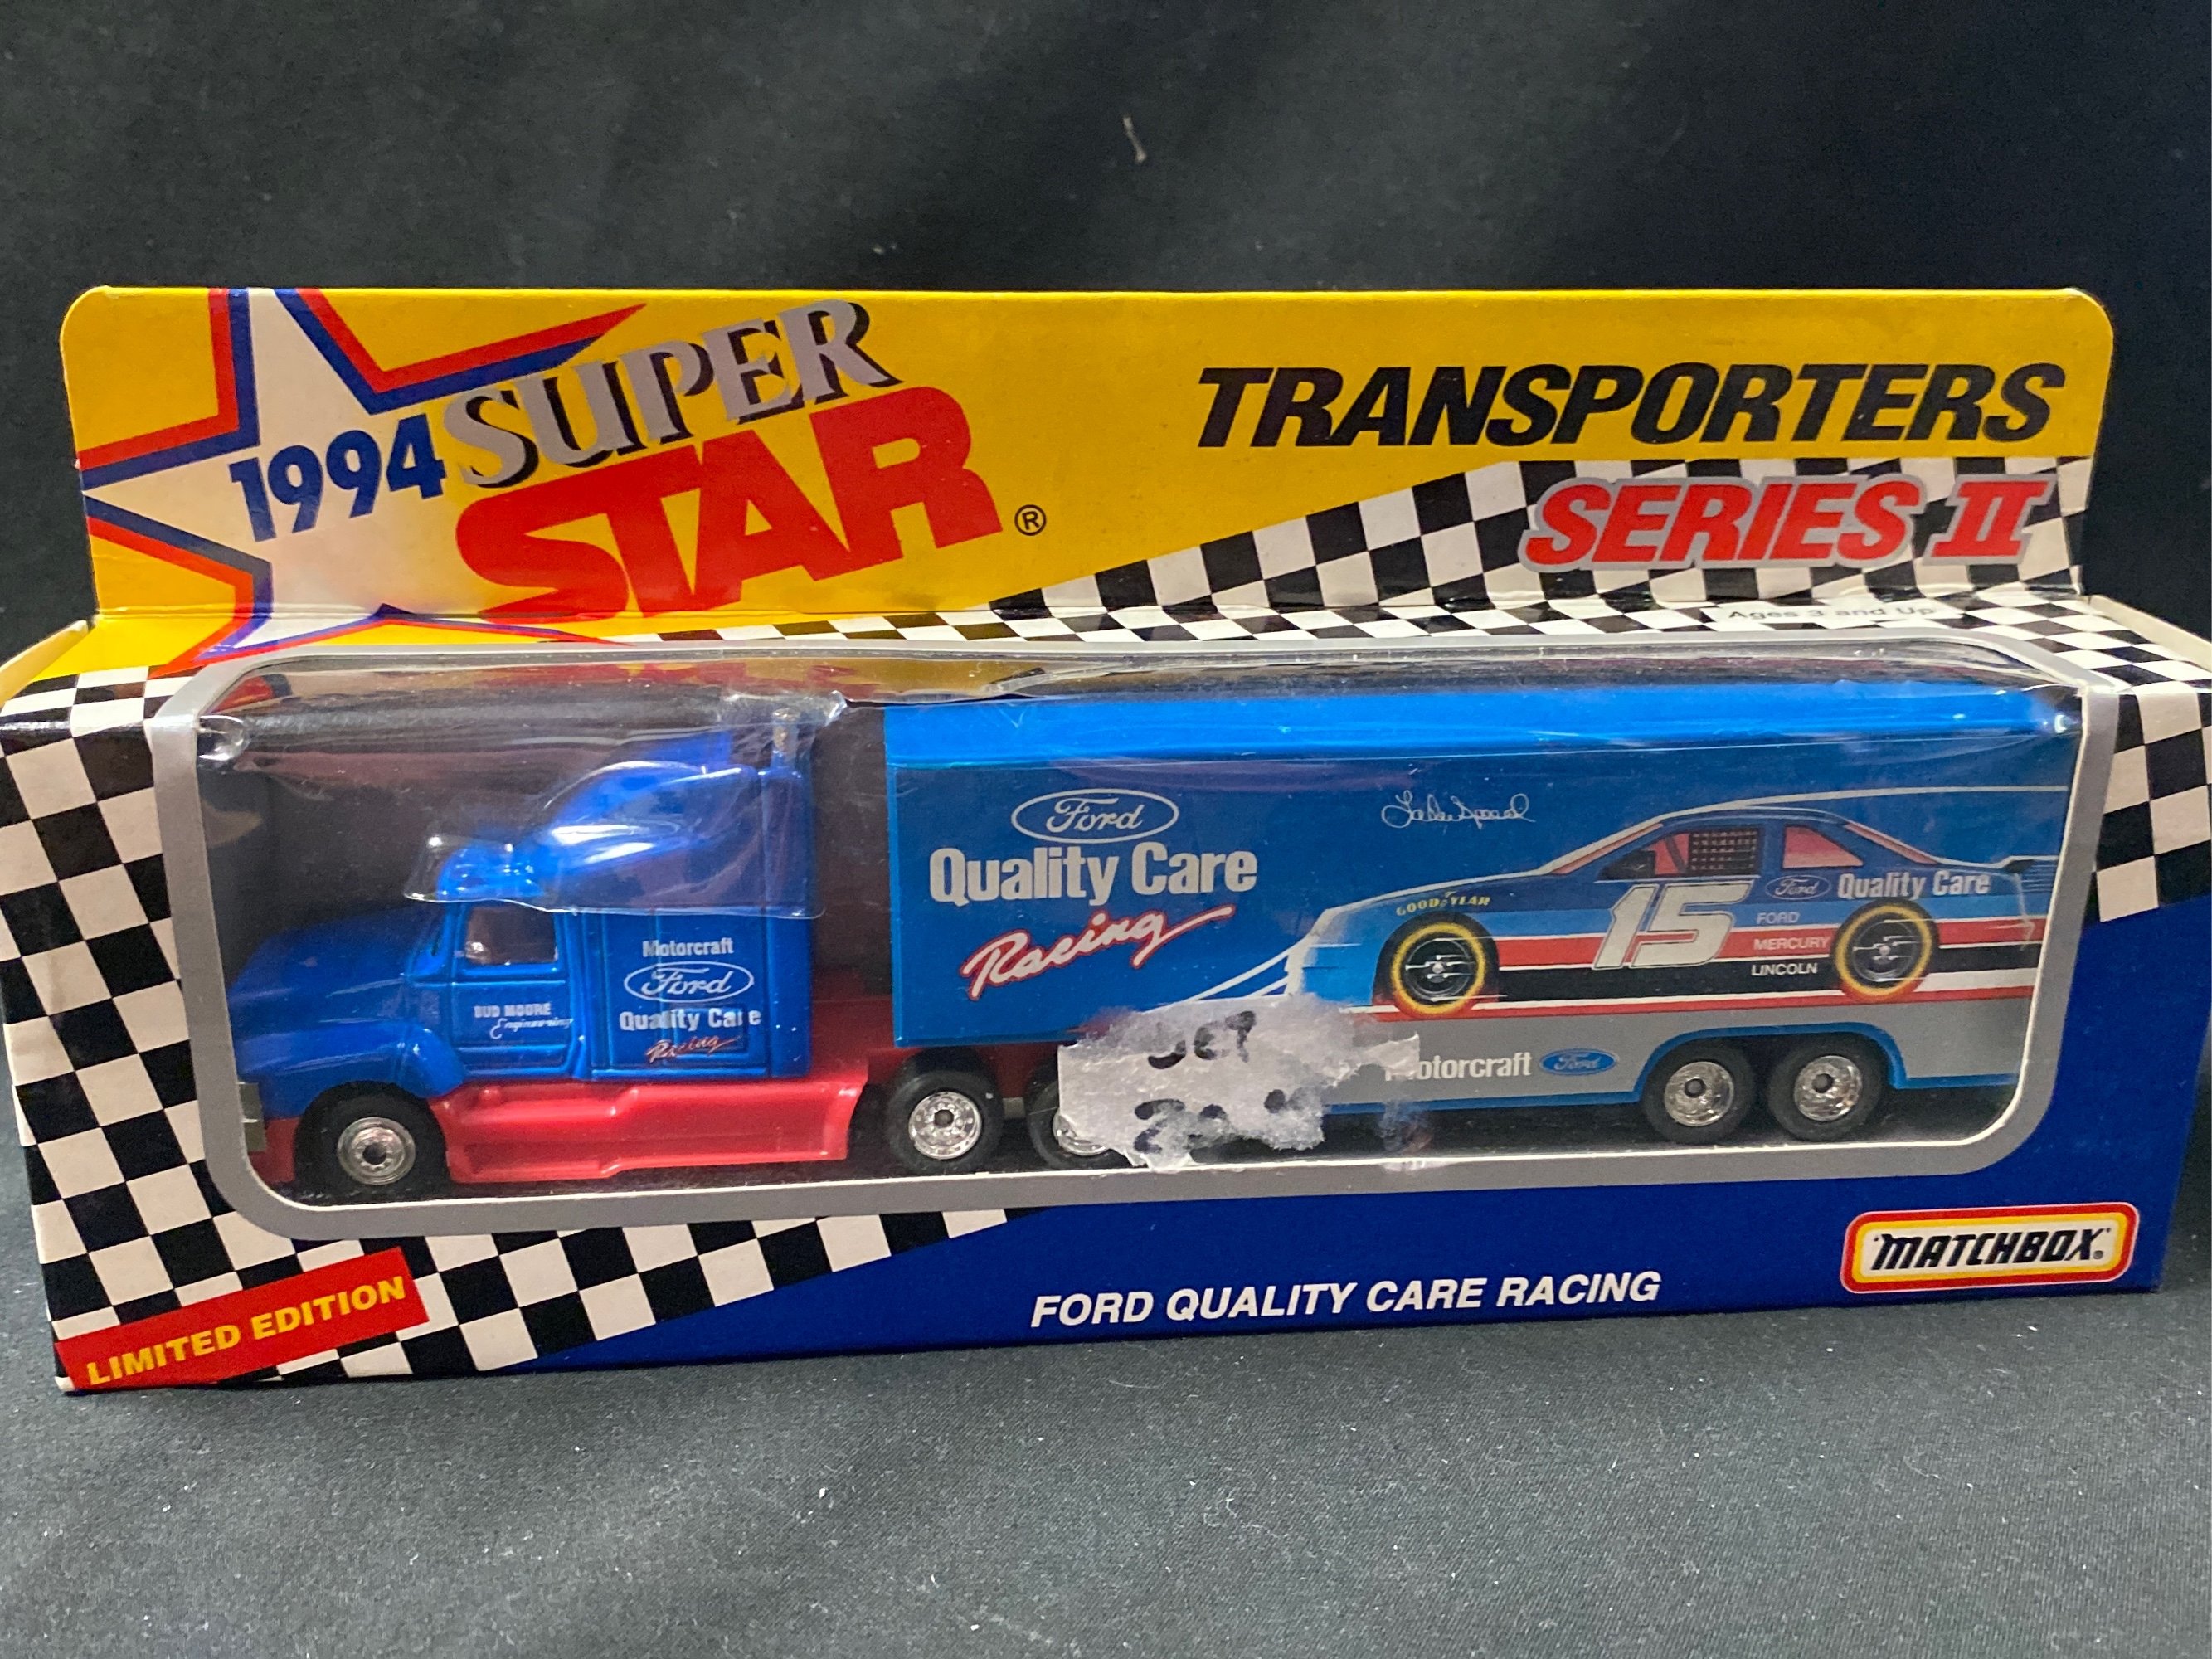 1994 SUPER
STAR®
TRANSPORTERS
SERIES II
Ages 3 and Up
Ford
Quality Care
Racing
GOODYEAR
15
Ford Quality Care
FORD
MERCURY
LINCOLN
Motorcraft
Ford
Quality Care
Racing
BUD MOORE
Engineering
otorcraft Ford
LIMITED EDITION
FORD QUALITY CARE RACING
"MATCHBOX"®